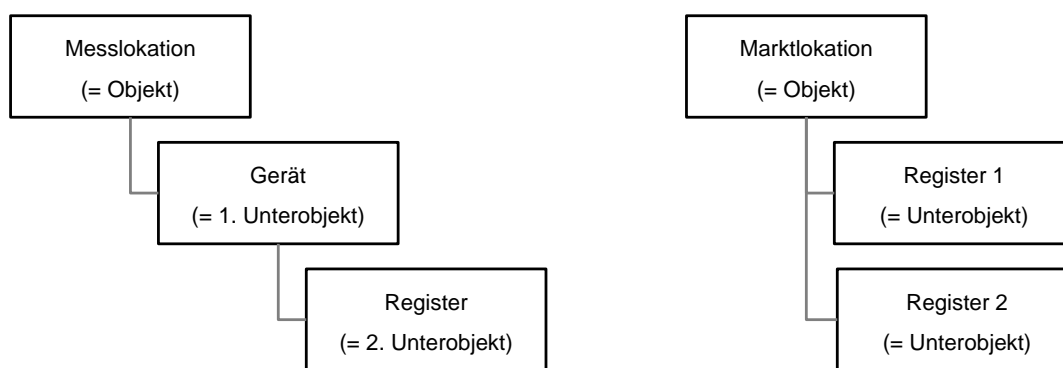 Messlokation
(= Objekt)
Gerät
(= 1. Unterobjekt)
Register
(= 2. Unterobjekt)
Marktlokation
(= Objekt)
Register 1
(= Unterobjekt)
Register 2
(= Unterobjekt)